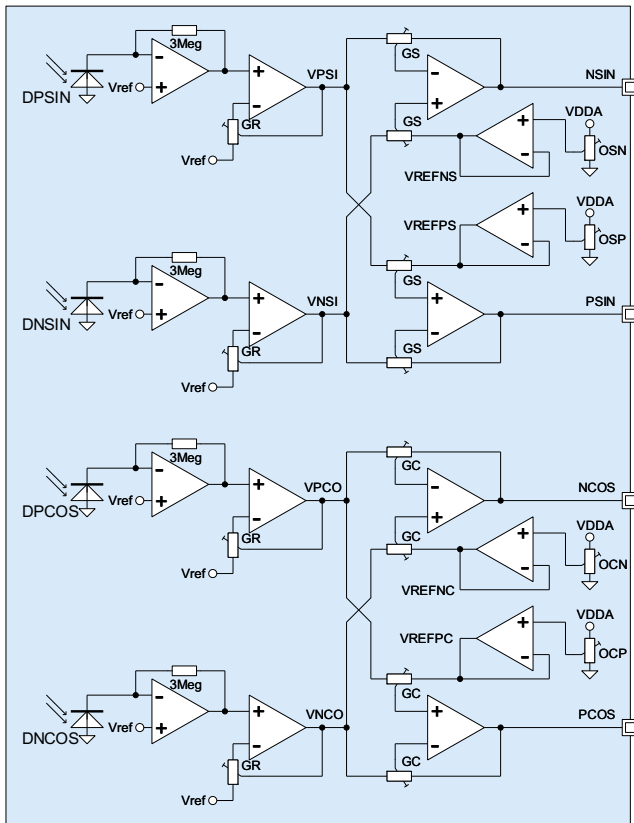 3Meg
GS
VPSI
NSIN
DPSIN
Vref
-
+
+
-
-
+
GR
Vref
GS
VDDA
+
-
OSN
VREFNS
VDDA
VREFPS
+
-
OSP
3Meg
GS
VNSI
PSIN
DNSIN
Vref
-
+
+
-
+
-
GR
Vref
GS
3Meg
GC
VPCO
NCOS
DPCOS
Vref
-
+
+
-
-
+
GR
Vref
GC
VDDA
+
-
OCN
VREFNC
VDDA
VREFPC
+
-
OCP
3Meg
GC
VNCO
PCOS
DNCOS
Vref
-
+
+
-
+
-
GR
Vref
GC